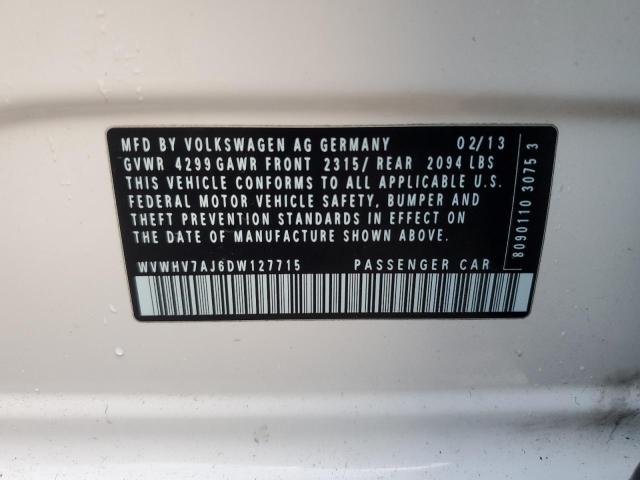 MFD BY VOLKSWAGEN AG GERMANY 02/13
GVWR 4299 GAWR FRONT 2315/ REAR 2094 LBS
THIS VEHICLE CONFORMS TO ALL APPLICABLE U.S.
FEDERAL MOTOR VEHICLE SAFETY, BUMPER AND
THEFT PREVENTION STANDARDS IN EFFECT ON
THE DATE OF MANUFACTURE SHOWN ABOVE.
WVWHV7AJ6DW127715 PASSENGER CAR
8090110 3075 3